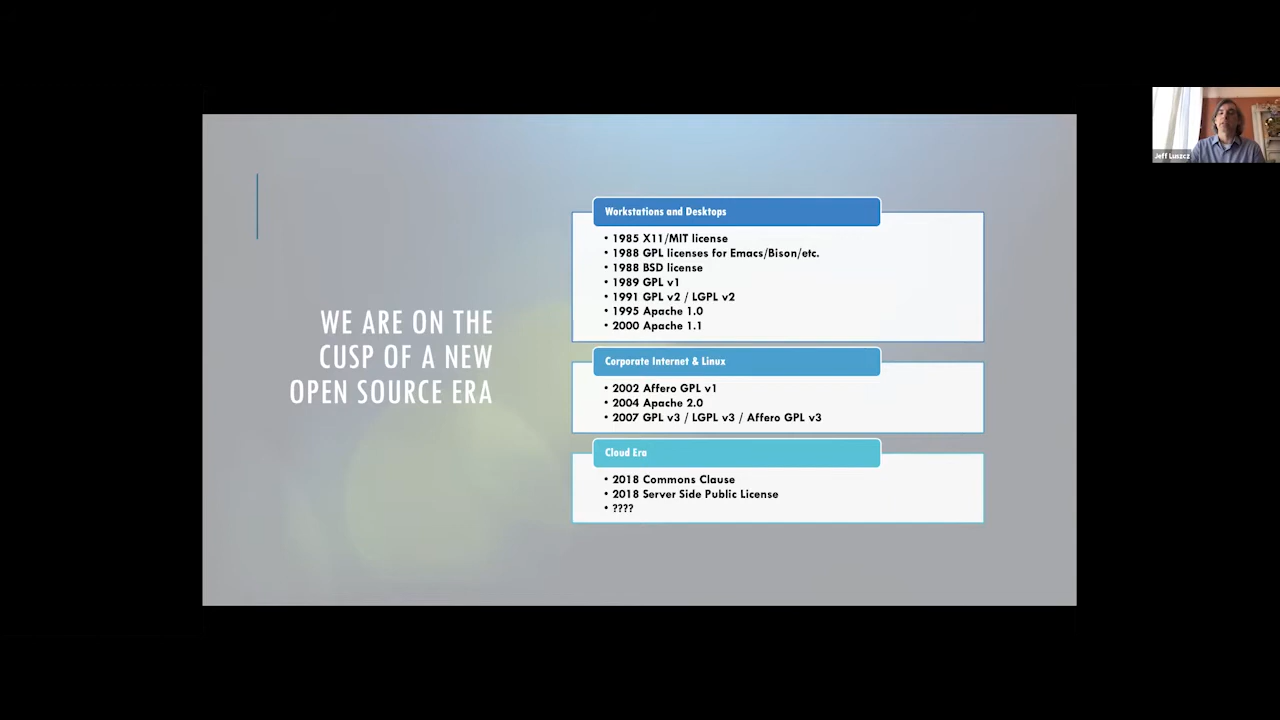 WE ARE ON THE
CUSP OF A NEW
OPEN SOURCE ERA
Workstations and Desktops
• 1985 X11/MIT license
• 1988 GPL licenses for Emacs/Bison/etc.
• 1988 BSD license
• 1989 GPL v1
• 1991 GPL v2 / LGPL v2
• 1995 Apache 1.0
• 2000 Apache 1.1
Corporate Internet & Linux
• 2002 Affero GPL v1
• 2004 Apache 2.0
• 2007 GPL v3 / LGPL v3 / Affero GPL v3
Cloud Era
• 2018 Commons Clause
• 2018 Server Side Public License
• ????
Jeff Luszcz